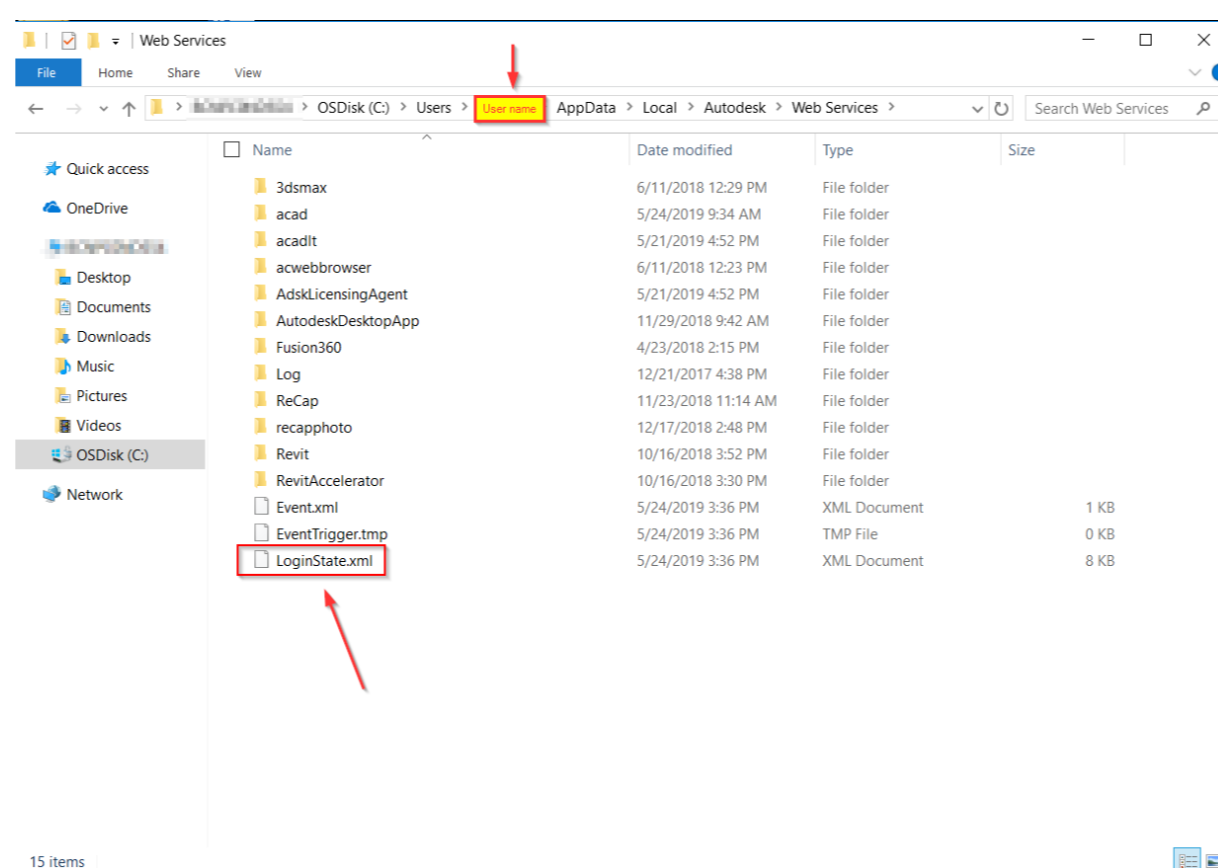 Web Services
File Home Share View
OSDisk (C:) Users User name AppData Local Autodesk Web Services Search Web Services
Name Date modified Type Size
Quick access
OneDrive
Desktop
Documents
Downloads
Music
Pictures
Videos
OSDisk (C:)
Network
3dsmax 6/11/2018 12:29 PM File folder
acad 5/24/2019 9:34 AM File folder
acadlt 5/21/2019 4:52 PM File folder
acwebbrowser 6/11/2018 12:23 PM File folder
AdskLicensingAgent 5/21/2019 4:52 PM File folder
AutodeskDesktopApp 11/29/2018 9:42 AM File folder
Fusion360 4/23/2018 2:15 PM File folder
Log 12/21/2017 4:38 PM File folder
ReCap 11/23/2018 11:14 AM File folder
recapphoto 12/17/2018 2:48 PM File folder
Revit 10/16/2018 3:52 PM File folder
RevitAccelerator 10/16/2018 3:30 PM File folder
Event.xml 5/24/2019 3:36 PM XML Document 1 KB
EventTrigger.tmp 5/24/2019 3:36 PM TMP File 0 KB
LoginState.xml 5/24/2019 3:36 PM XML Document 8 KB
15 items